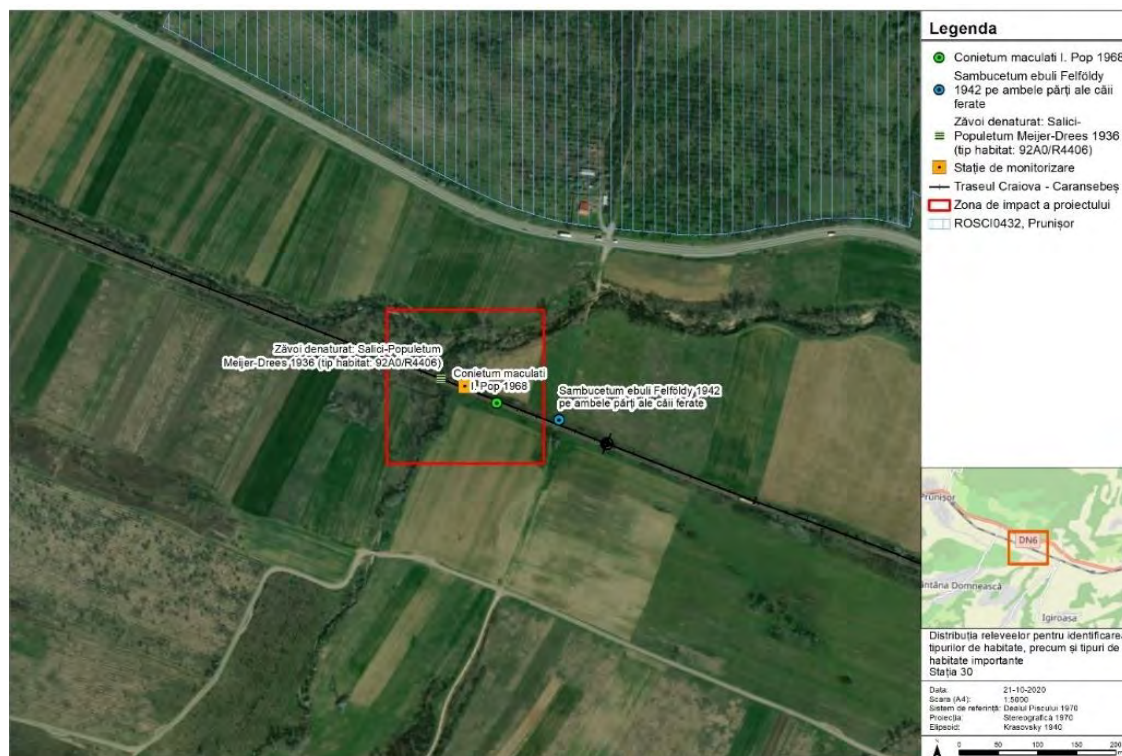 Legenda
Conietum maculati I. Pop 1968
Sambucetum ebuli Felföldy
1942 pe ambele părți ale căii
ferate
Zăvoi denaturat: Salici-
Populetum Meijer-Drees 1936
(tip habitat: 92A0/R4406)
Stație de monitorizare
Traseul Craiova - Caransebeș
Zona de impact a proiectului
ROSCI0432, Prunișor
Zăvoi denaturat: Salici-Populetum
Meijer-Drees 1936 (tip habitat: 92A0/R4406)
Conietum maculati
I. Pop 1968
Sambucetum ebuli Felföldy 1942
pe ambele părți ale căii ferate
Prunișor
DN6
ântâna Domnească
Igiroasa
Distribuția releveelor pentru identificarea
tipurilor de habitate, precum și tipuri de
habitate importante
Stația 30
Data: 21-10-2020
Scara (A4): 1:5000
Sistem de referință: Dealul Piscului 1970
Proiecția: Stereografică 1970
Elipsoid: Krasovsky 1940
0 50 100 150 200